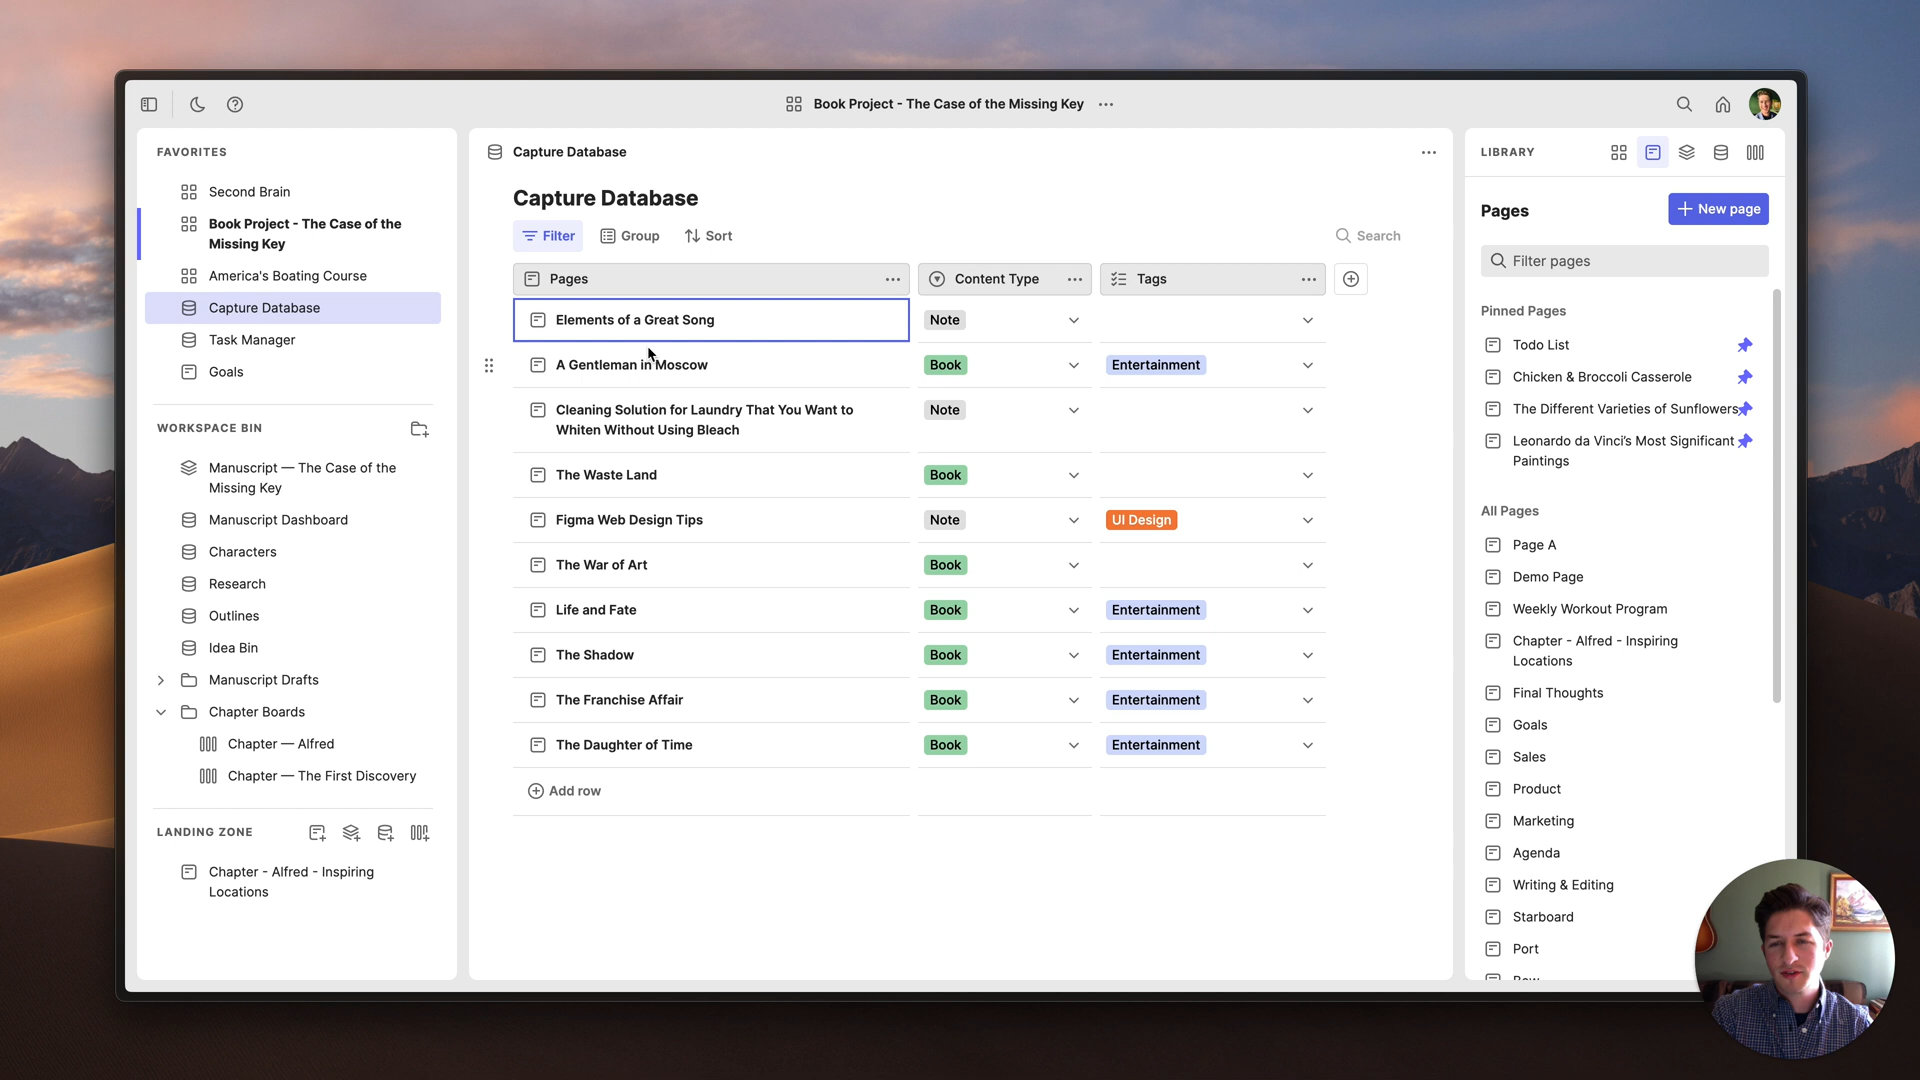 Book Project - The Case of the Missing Key
FAVORITES
Second Brain
Book Project - The Case of the
Missing Key
America's Boating Course
Capture Database
Task Manager
Goals
WORKSPACE BIN
Manuscript — The Case of the
Missing Key
Manuscript Dashboard
Characters
Research
Outlines
Idea Bin
Manuscript Drafts
Chapter Boards
Chapter — Alfred
Chapter — The First Discovery
LANDING ZONE
Chapter - Alfred - Inspiring
Locations
Capture Database
Capture Database
Filter
Group
Sort
Search
Pages
Content Type
Tags
Elements of a Great Song
Note
A Gentleman in Moscow
Book
Entertainment
Cleaning Solution for Laundry That You Want to
Whiten Without Using Bleach
Note
The Waste Land
Book
Figma Web Design Tips
Note
UI Design
The War of Art
Book
Life and Fate
Book
Entertainment
The Shadow
Book
Entertainment
The Franchise Affair
Book
Entertainment
The Daughter of Time
Book
Entertainment
Add row
LIBRARY
Pages
New page
Filter pages
Pinned Pages
Todo List
Chicken & Broccoli Casserole
The Different Varieties of Sunflowers
Leonardo da Vinci's Most Significant
Paintings
All Pages
Page A
Demo Page
Weekly Workout Program
Chapter - Alfred - Inspiring
Locations
Final Thoughts
Goals
Sales
Product
Marketing
Agenda
Writing & Editing
Starboard
Port